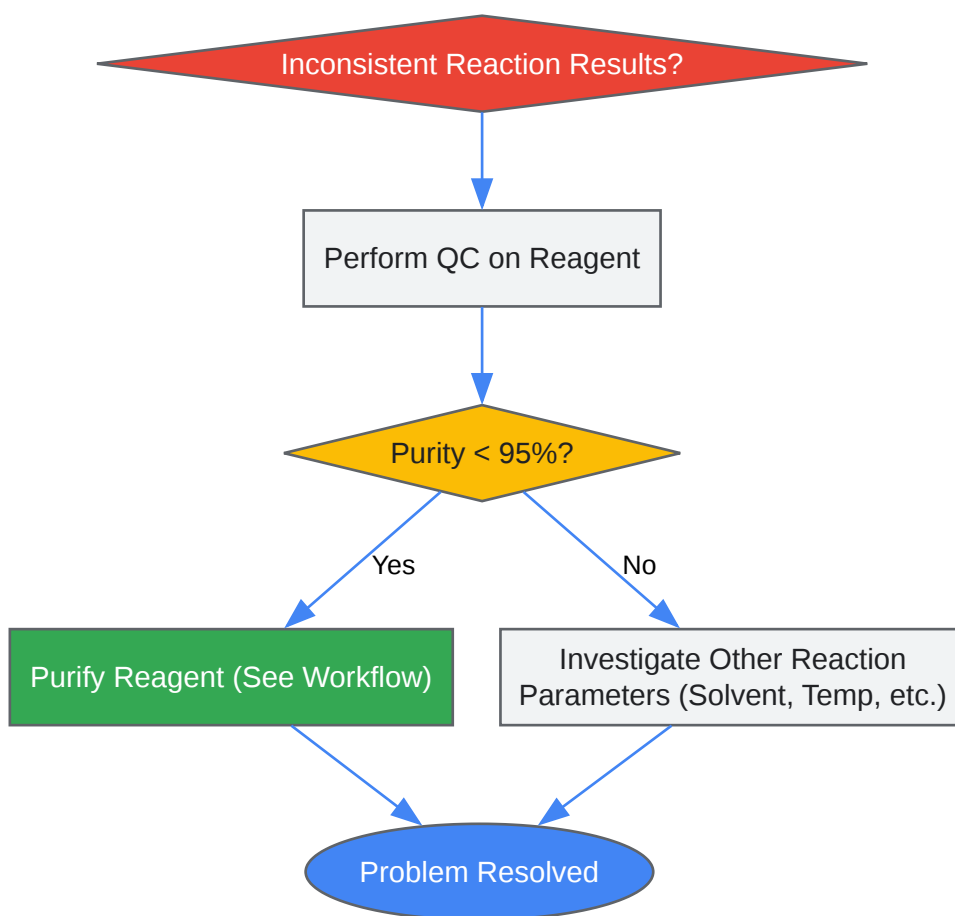 Inconsistent Reaction Results?
Perform QC on Reagent
Purity < 95%?
Yes
No
Purify Reagent (See Workflow)
Investigate Other Reaction
Parameters (Solvent, Temp, etc.)
Problem Resolved